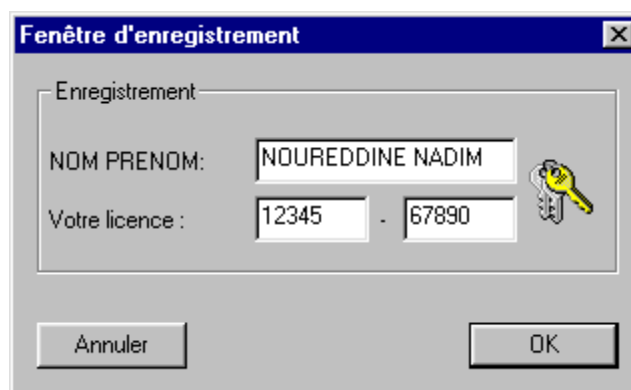 Fenêtre d'enregistrement
Enregistrement
NOM PRENOM: NOUREDDINE NADIM
Votre licence : 12345 - 67890
Annuler OK